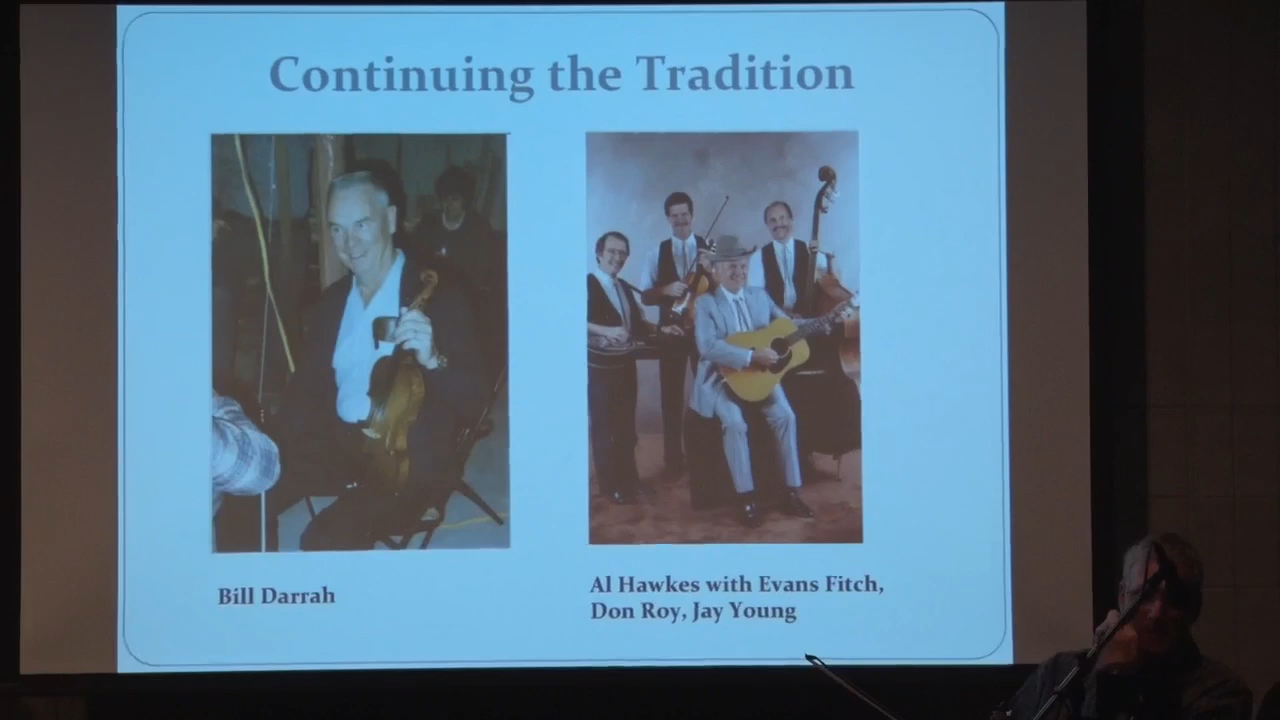 Continuing the Tradition
Bill Darrah
Al Hawkes with Evans Fitch,
Don Roy, Jay Young